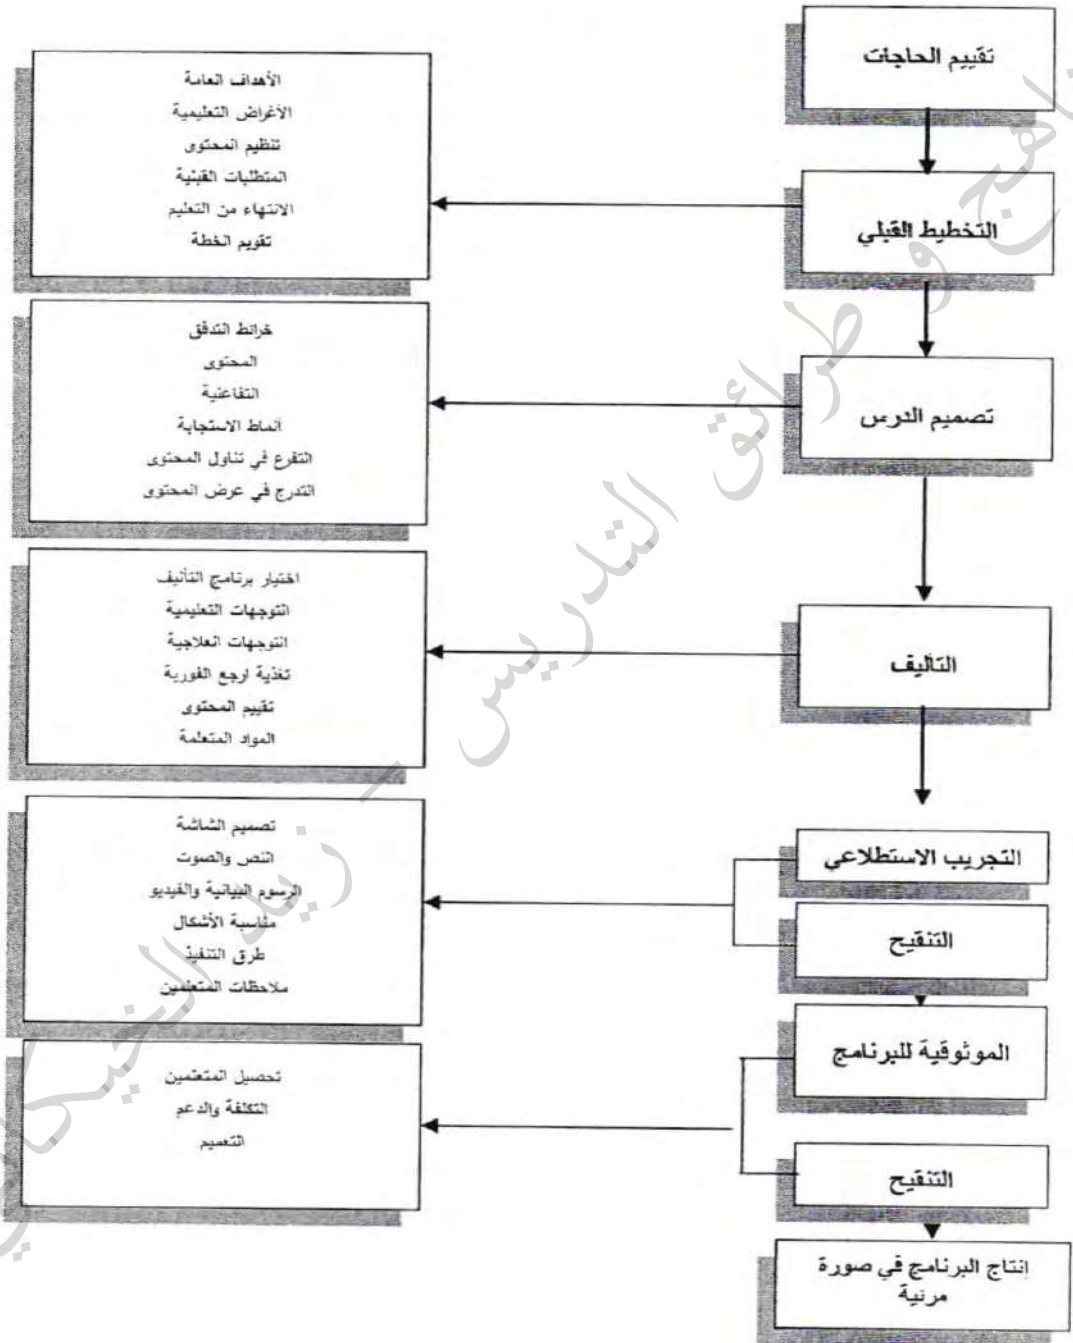 تقييم الحاجات
التخطيط القبلي
الأهداف العامة
الأغراض التعليمية
تنظيم المحتوى
المتطلبات القبلية
الانتهاء من التعليم
تقويم الخطة
تصميم الدرس
خرائط التدفق
المحتوى
التفاعلية
أنماط الاستجابة
التفرع في تناول المحتوى
التدرج في عرض المحتوى
التأليف
اختيار برنامج التأليف
التوجهات التعليمية
التوجهات العلاجية
تغذية ارجع الفورية
تقييم المحتوى
المواد المتعلمة
التجريب الاستطلاعي
التنقيح
تصميم الشاشة
النص والصوت
الرسوم البيانية والفيديو
مناسبة الأشكال
طرق التنفيذ
ملاحظات المتعلمين
الموثوقية للبرنامج
التنقيح
تحصيل المتعلمين
التكلفة والدعم
التعميم
إنتاج البرنامج في صورة
مرئية
و طرائق التدريس - زيد الخيكاني